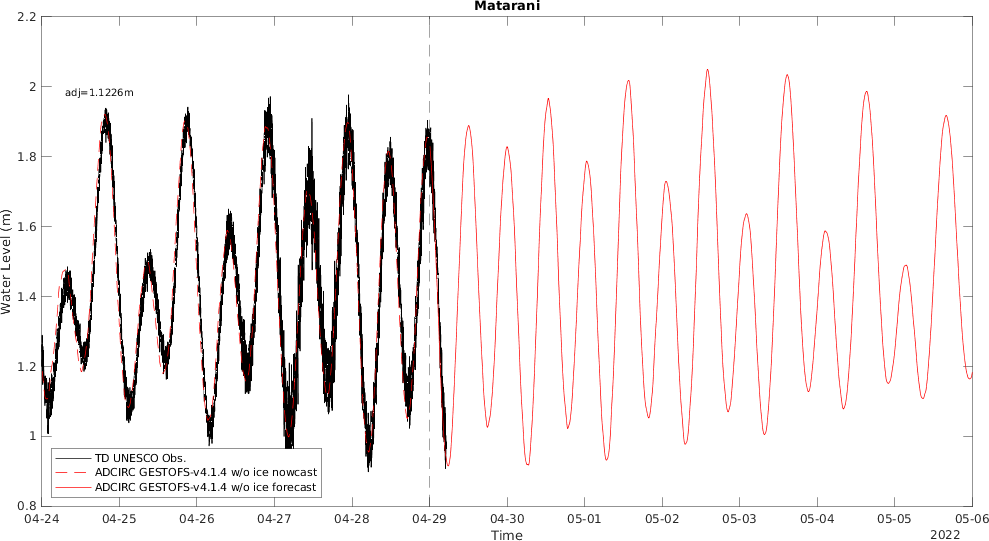 Matarani
2.2
2
1.8
1.6
1.4
1.2
1
0.8
Water Level (m)
adj=1.1226m
TD UNESCO Obs.
ADCIRC GESTOFS-v4.1.4 w/o ice nowcast
ADCIRC GESTOFS-v4.1.4 w/o ice forecast
04-24 04-25 04-26 04-27 04-28 04-29 04-30 05-01 05-02 05-03 05-04 05-05 05-06
Time
2022